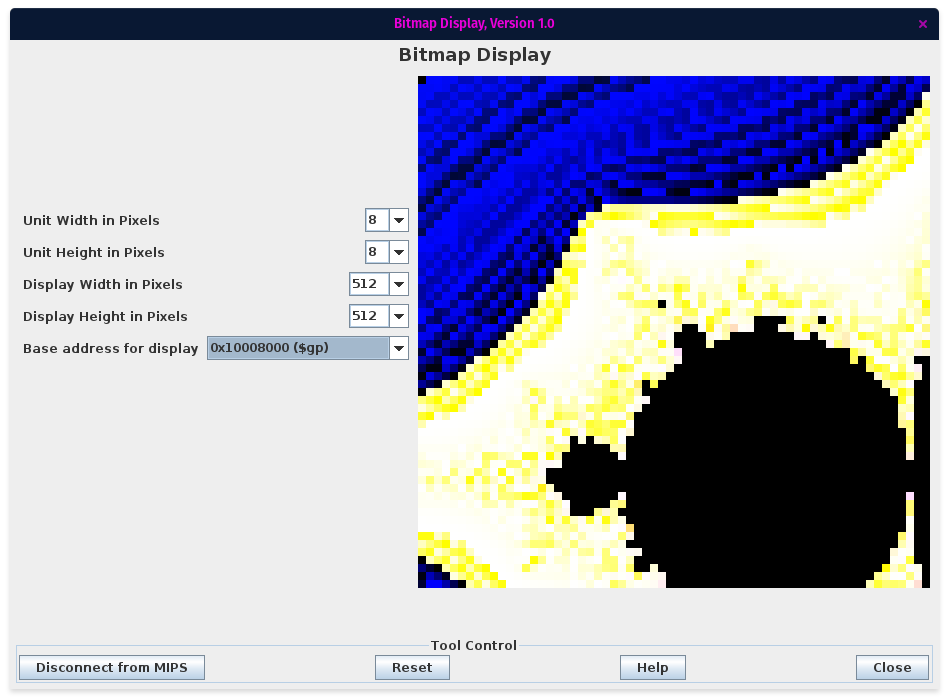 Bitmap Display, Version 1.0
×
Bitmap Display
Unit Width in Pixels 8
Unit Height in Pixels 8
Display Width in Pixels 512
Display Height in Pixels 512
Base address for display 0x10008000 ($gp)
Tool Control
Disconnect from MIPS Reset Help Close